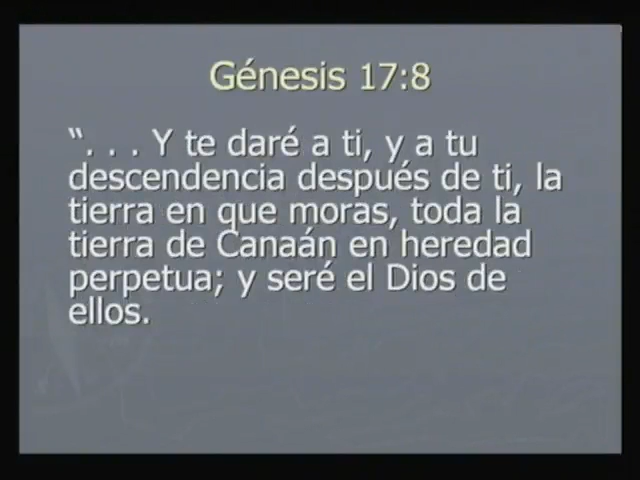 Génesis 17:8
“. . . Y te daré a ti, y a tu
descendencia después de ti, la
tierra en que moras, toda la
tierra de Canaán en heredad
perpetua; y seré el Dios de
ellos.